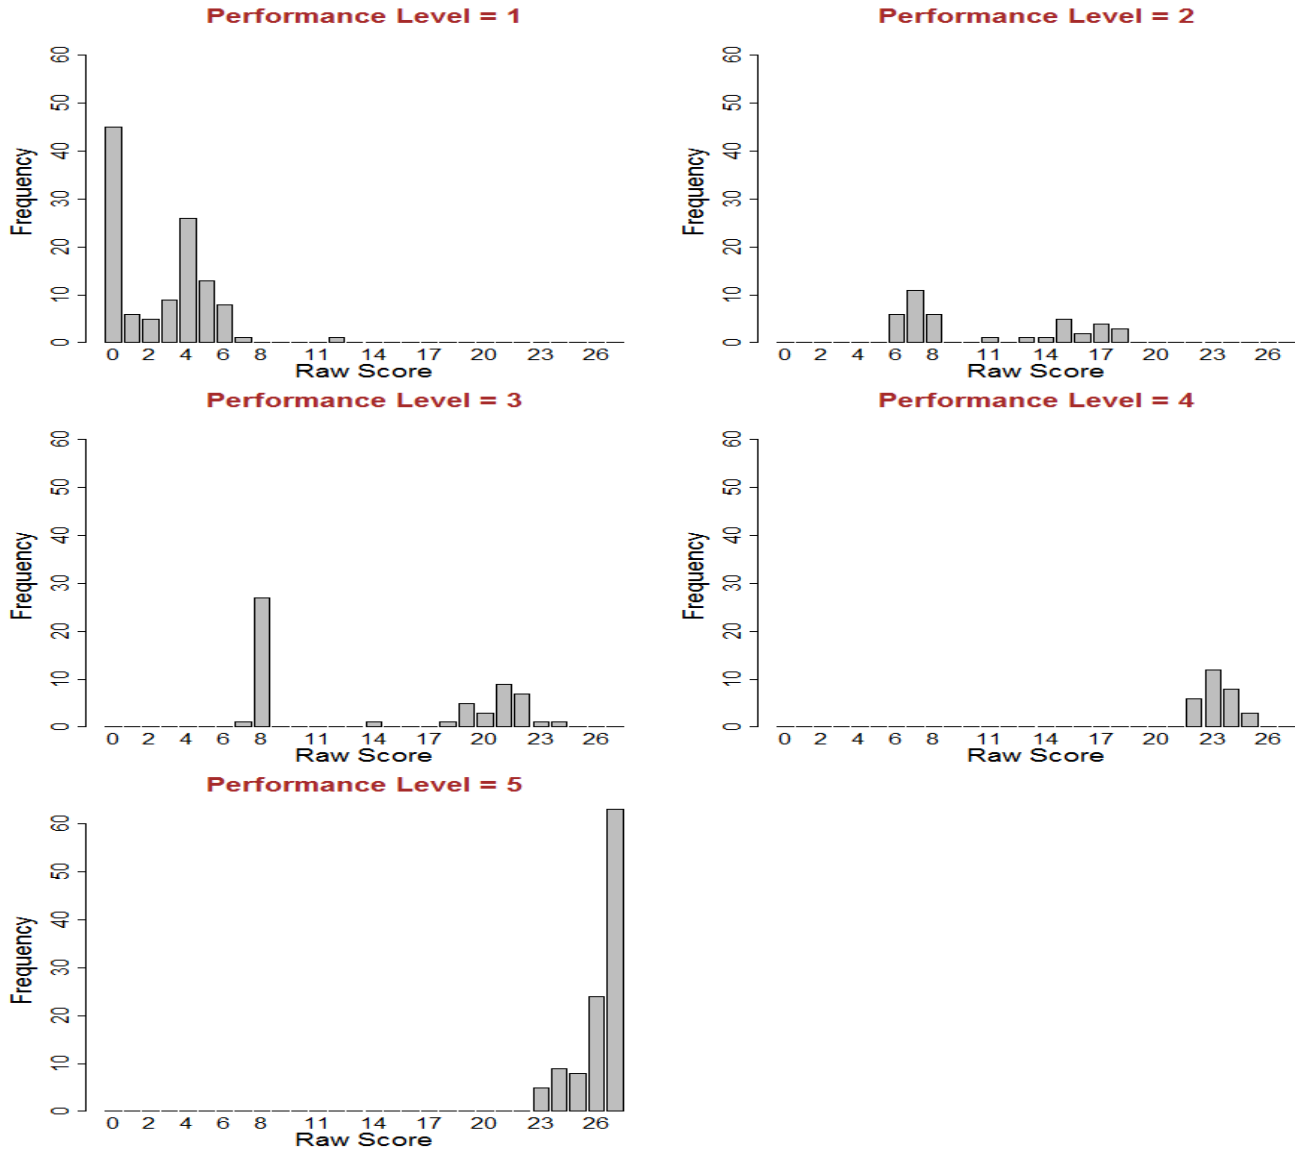 Performance Level = 1
60
50
40
30
20
10
0
Frequency
0 2 4 6 8 11 14 17 20 23 26
Raw Score
Performance Level = 2
60
50
40
30
20
10
0
Frequency
0 2 4 6 8 11 14 17 20 23 26
Raw Score
Performance Level = 3
60
50
40
30
20
10
0
Frequency
0 2 4 6 8 11 14 17 20 23 26
Raw Score
Performance Level = 4
60
50
40
30
20
10
0
Frequency
0 2 4 6 8 11 14 17 20 23 26
Raw Score
Performance Level = 5
60
50
40
30
20
10
0
Frequency
0 2 4 6 8 11 14 17 20 23 26
Raw Score